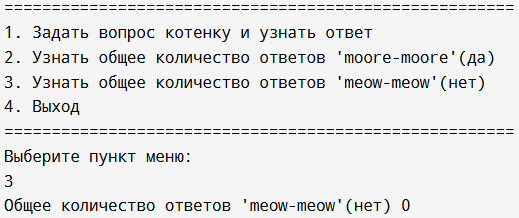 ======================================================
1. Задать вопрос котенку и узнать ответ
2. Узнать общее количество ответов 'moore-moore'(да)
3. Узнать общее количество ответов 'meow-meow'(нет)
4. Выход
======================================================
Выберите пункт меню:
3
Общее количество ответов 'meow-meow'(нет) 0